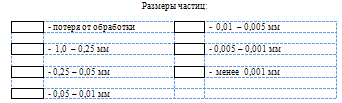 Размеры частиц:
- потеря от обработки
- 0,01 – 0,005 мм
- 1,0 – 0,25 мм
- 0,005 – 0,001 мм
- 0,25 – 0,05 мм
- менее 0,001 мм
- 0,05 – 0,01 мм